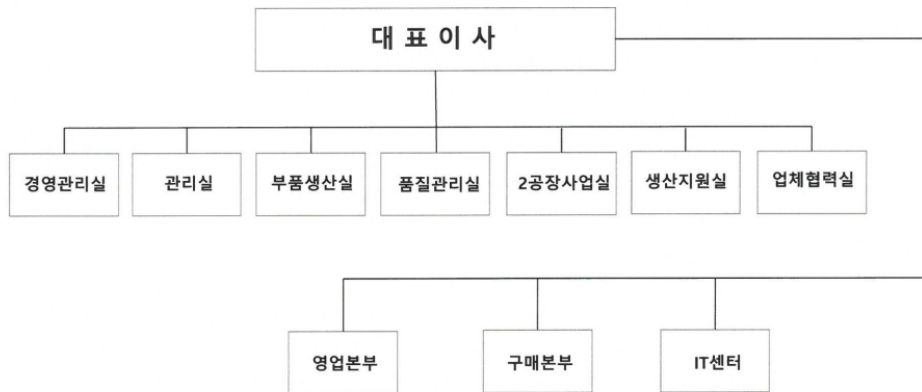 대 표 이 사
경영관리실
관리실
부품생산실
품질관리실
2공장사업실
생산지원실
업체협력실
영업본부
구매본부
IT센터